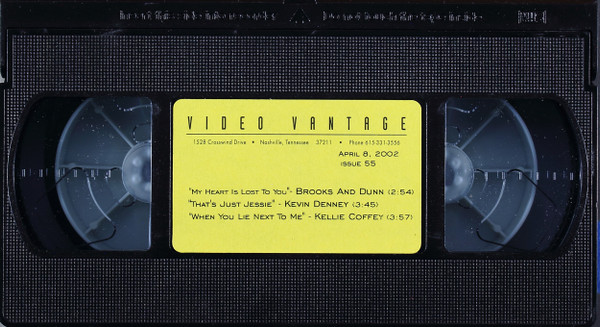 VIDEO VANTAGE
1528 Crosswind Drive • Nashville, Tennessee 37211 • Phone 615-331-3556
APRIL 8, 2002
ISSUE 55
"MY HEART IS LOST TO YOU"- BROOKS AND DUNN (2:54)
"THAT'S JUST JESSIE" - KEVIN DENNEY (3:45)
"WHEN YOU LIE NEXT TO ME" - KELLIE COFFEY (3:57)